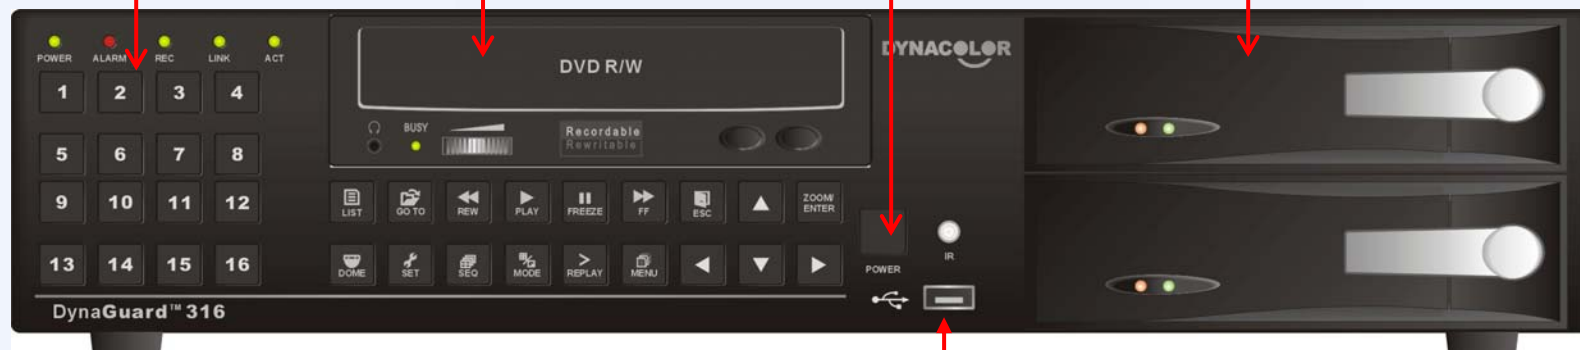 POWER ALARM REC LINK ACT
1 2 3 4
5 6 7 8
9 10 11 12
13 14 15 16
DynaGuard™ 316
DVD R/W
BUSY
Recordable
Rewritable
LIST GO TO REW PLAY FREEZE FF ESC ZOOM/
ENTER
DOME SET SEQ MODE REPLAY MENU
DYNACOLOR
POWER
IR